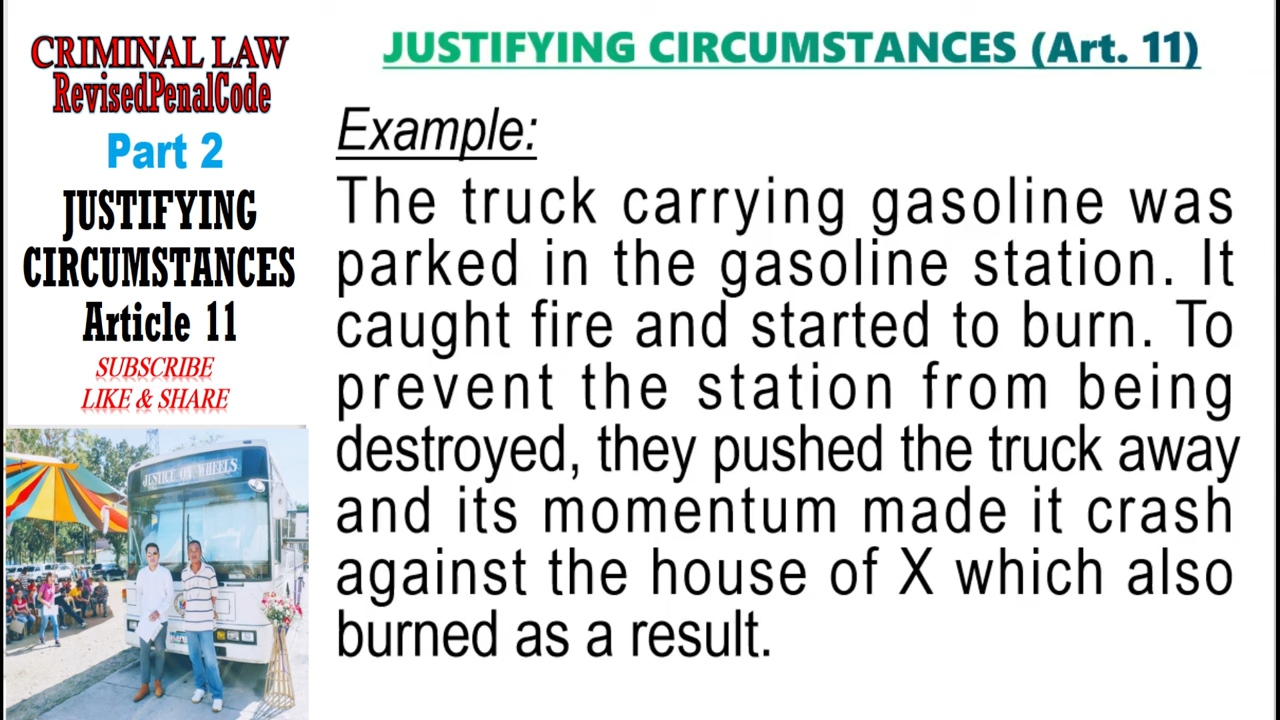 CRIMINAL LAW
RevisedPenalCode
Part 2
JUSTIFYING
CIRCUMSTANCES
Article 11
SUBSCRIBE
LIKE & SHARE
JUSTICE ON WHEELS
JUSTIFYING CIRCUMSTANCES (Art. 11)
Example:
The truck carrying gasoline was
parked in the gasoline station. It
caught fire and started to burn. To
prevent the station from being
destroyed, they pushed the truck away
and its momentum made it crash
against the house of X which also
burned as a result.